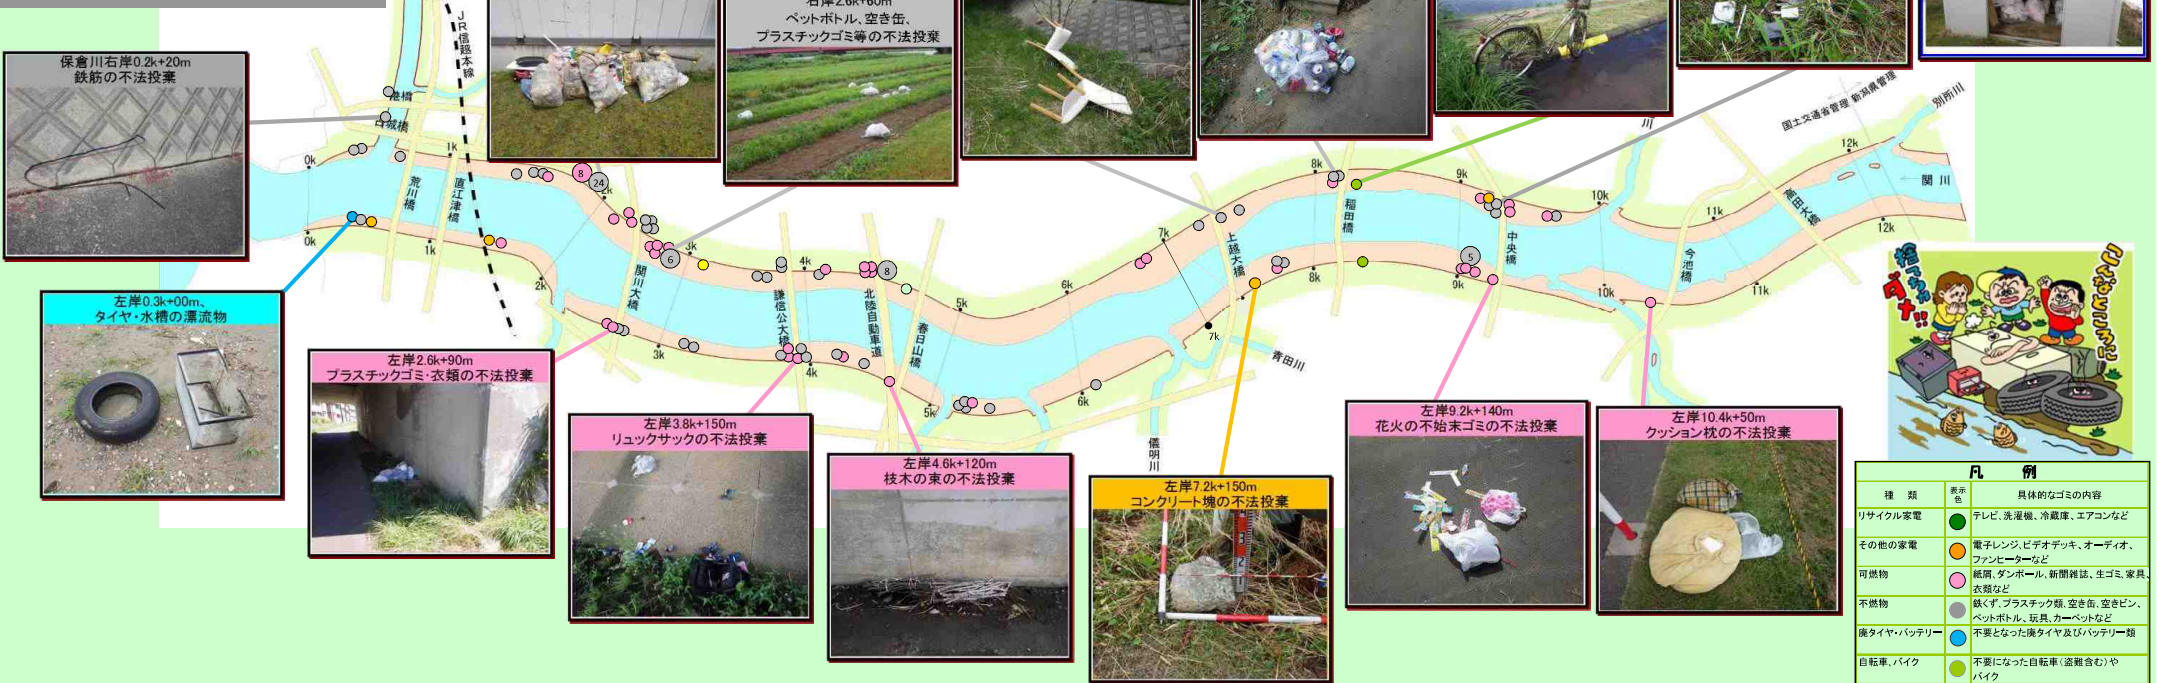 右岸2.6k+60m
ペットボトル、空き缶、
プラスチックゴミ等の不法投棄
保倉川右岸0.2k+20m
鉄筋の不法投棄
JR信越本線
港橋
古城橋
荒川橋
直江津橋
関川大橋
謙信公大橋
北陸自動車道
春日山橋
上越大橋
稲田橋
中央橋
今池橋
高田大橋
国土交通省管理
新潟県管理
別所川
関川
川
青田川
儀明川
0k
1k
2k
3k
4k
5k
6k
7k
8k
9k
10k
11k
12k
0k
1k
2k
3k
4k
5k
6k
7k
8k
9k
10k
11k
12k
8
24
6
8
5
左岸0.3k+00m、
タイヤ・水槽の漂流物
左岸2.6k+90m
プラスチックゴミ・衣類の不法投棄
左岸3.8k+150m
リュックサックの不法投棄
左岸4.6k+120m
枝木の束の不法投棄
左岸7.2k+150m
コンクリート塊の不法投棄
左岸9.2k+140m
花火の不始末ゴミの不法投棄
左岸10.4k+50m
クッション枕の不法投棄
こんなところに
捨てちゃ
ダメ!!
凡 例
種 類 表示色 具体的なゴミの内容
リサイクル家電 テレビ、洗濯機、冷蔵庫、エアコンなど
その他の家電 電子レンジ、ビデオデッキ、オーディオ、
ファンヒーターなど
可燃物 紙屑、ダンボール、新聞雑誌、生ゴミ、家具、
衣類など
不燃物 鉄くず、プラスチック類、空き缶、空きビン、
ペットボトル、玩具、カーペットなど
廃タイヤ・バッテリー 不要となった廃タイヤ及びバッテリー類
自転車、バイク 不要になった自転車(盗難含む)や
バイク